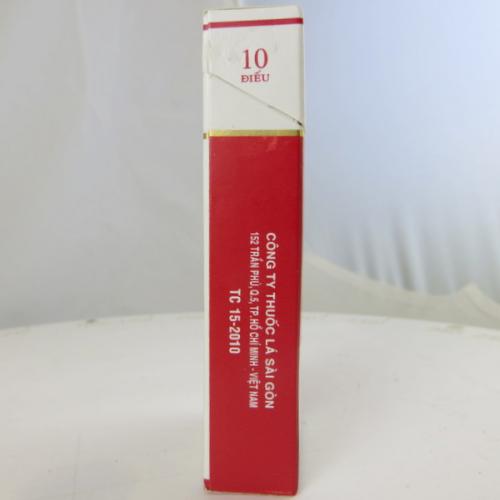 10
ĐIẾU
CÔNG TY THUỐC LÁ SÀI GÒN
152 TRẦN PHÚ, Q.5, TP. HỒ CHÍ MINH - VIỆT NAM
TC 15-2010